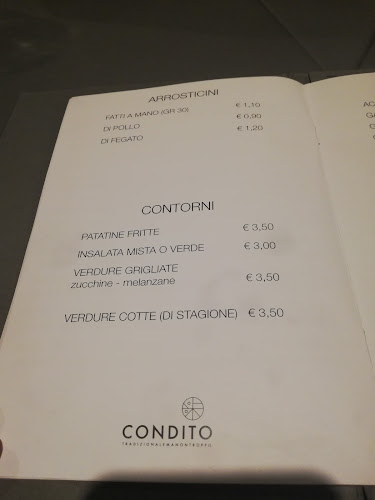 ARROSTICINI
FATTI A MANO (GR 30) € 1,10
DI POLLO € 0,90
DI FEGATO € 1,20
CONTORNI
PATATINE FRITTE € 3,50
INSALATA MISTA O VERDE € 3,00
VERDURE GRIGLIATE
zucchine - melanzane € 3,50
VERDURE COTTE (DI STAGIONE) € 3,50
CONDITO
TRADIZIONALEMANONTROPPO